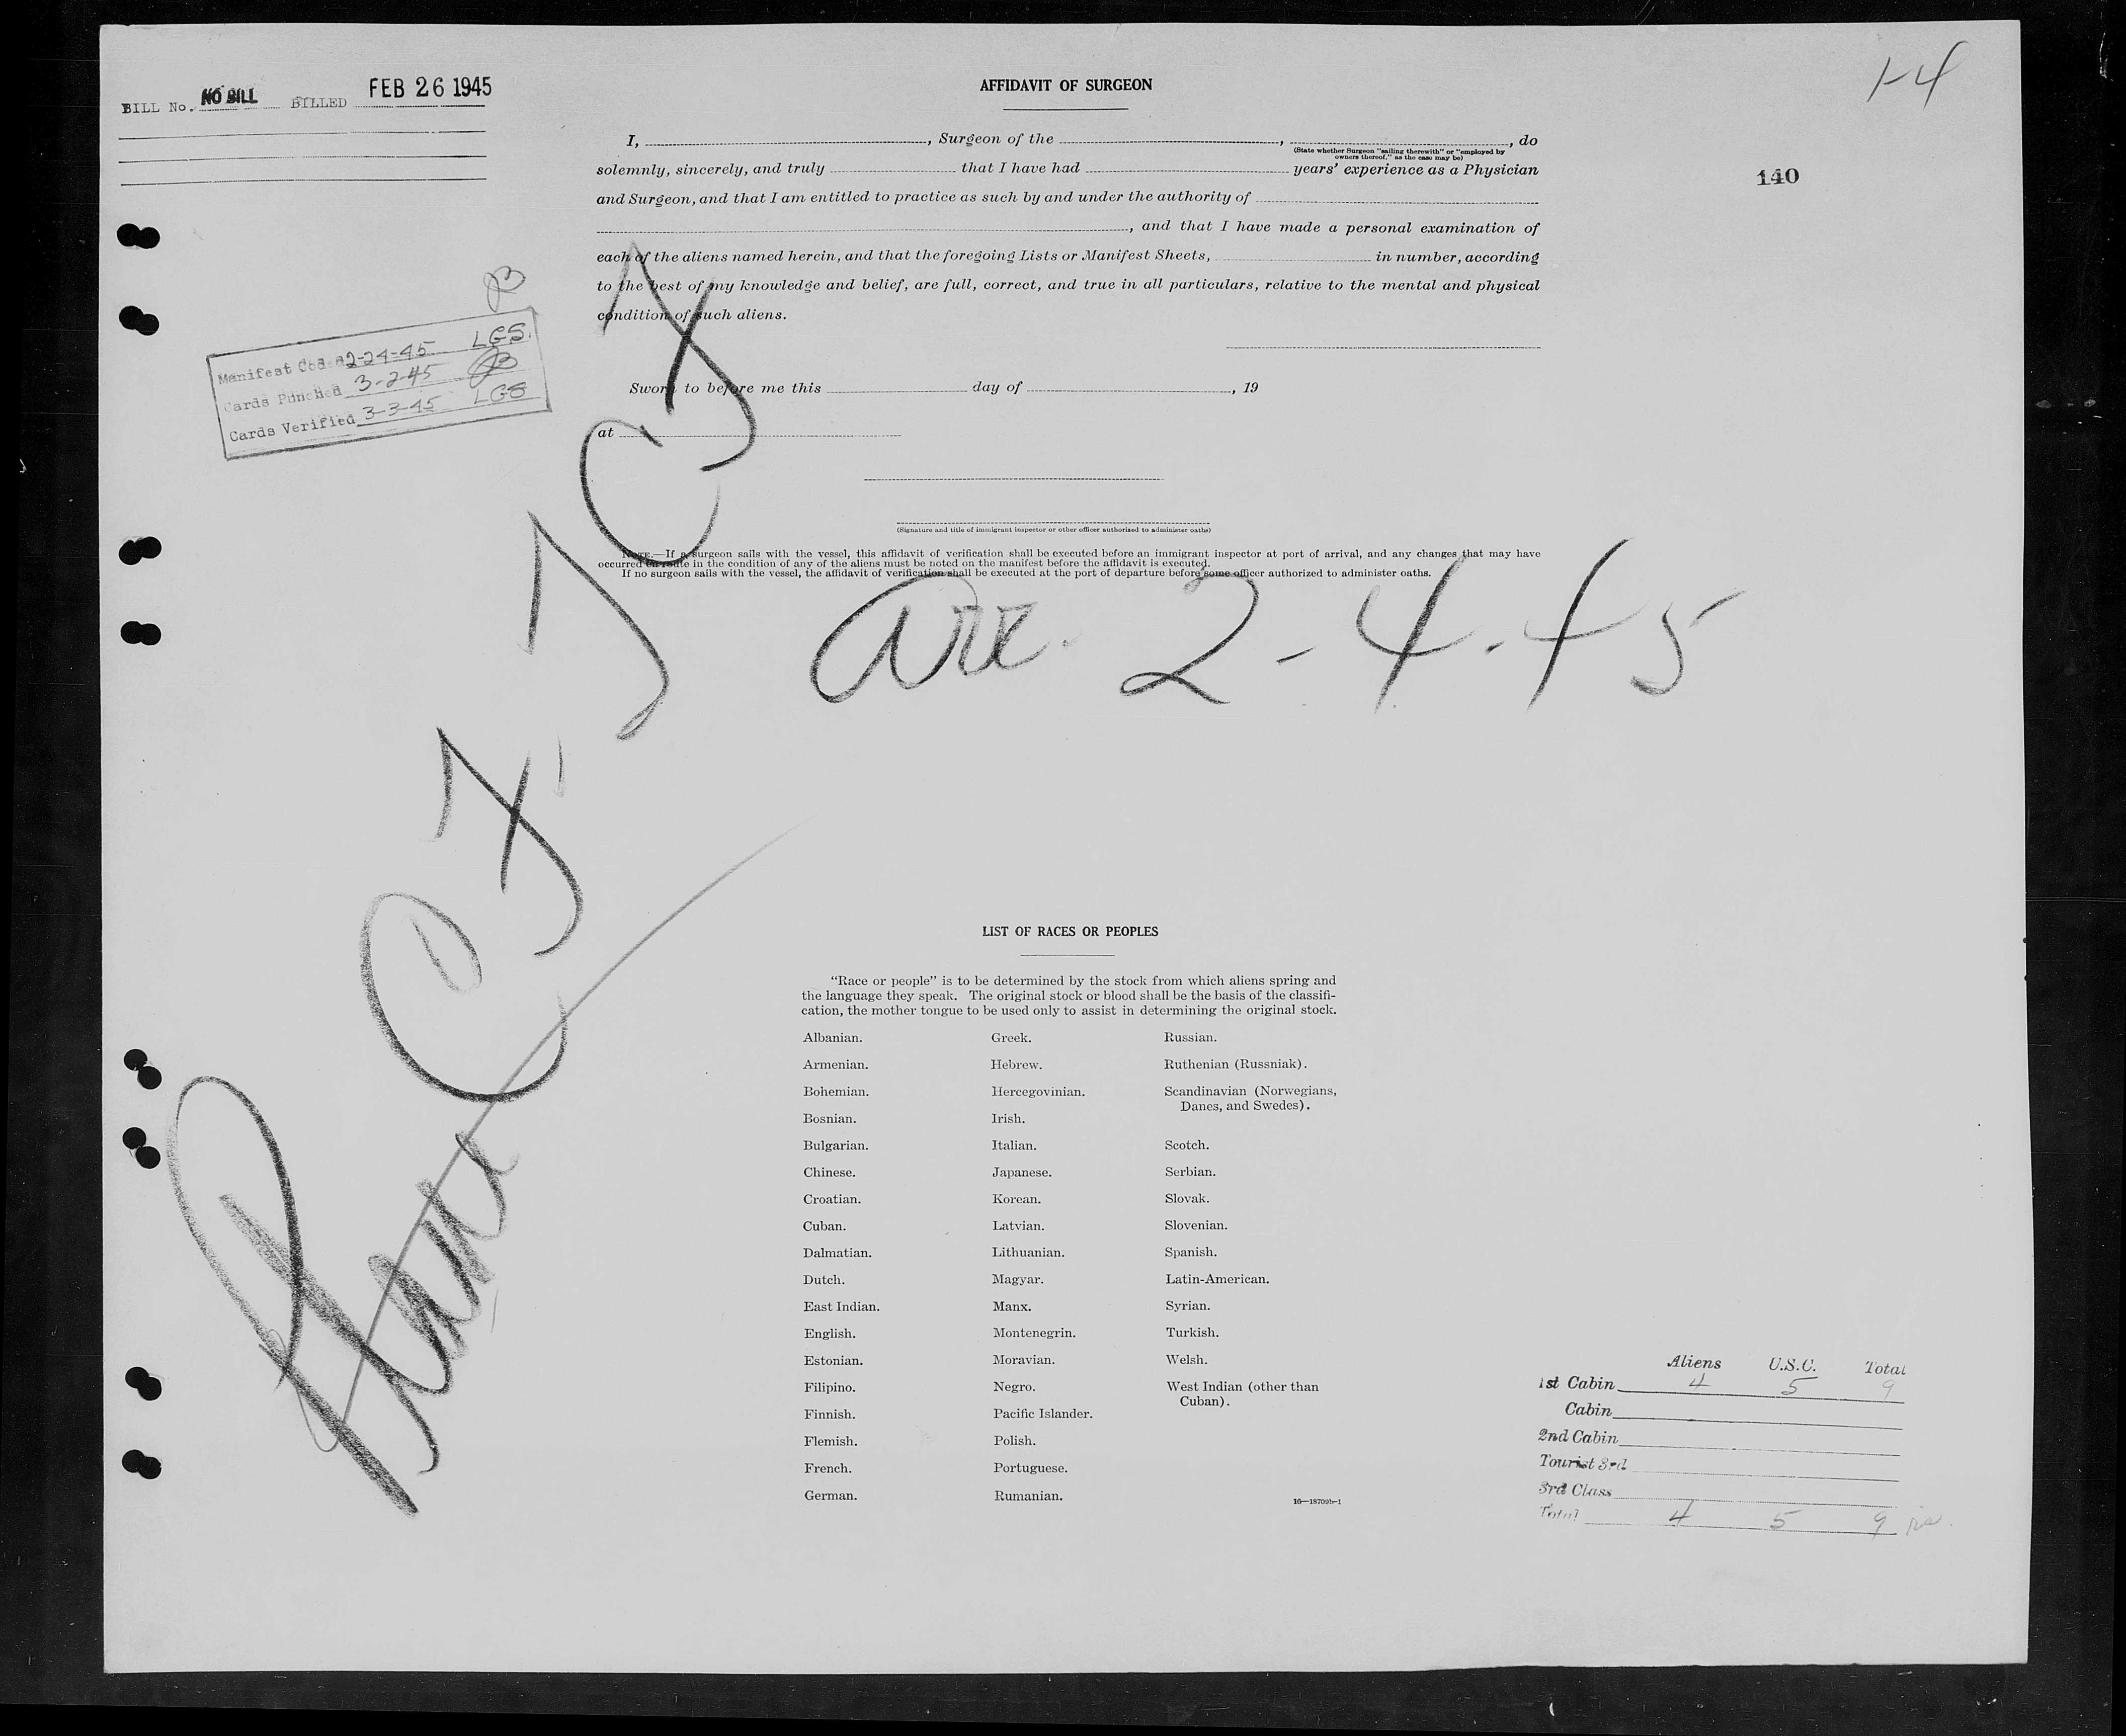 1-4
BILL No. NO BILL BILLED FEB 26 1945
140
AFFIDAVIT OF SURGEON
I, , Surgeon of the , , do
(State whether Surgeon "sailing therewith" or "employed by
owners thereof," as the case may be)
solemnly, sincerely, and truly that I have had years' experience as a Physician
and Surgeon, and that I am entitled to practice as such by and under the authority of
, and that I have made a personal examination of
each of the aliens named herein, and that the foregoing Lists or Manifest Sheets, in number, according
to the best of my knowledge and belief, are full, correct, and true in all particulars, relative to the mental and physical
condition of such aliens.
Sworn to before me this day of , 19
at
(Signature and title of immigrant inspector or other officer authorized to administer oaths)
NOTE.—If a surgeon sails with the vessel, this affidavit of verification shall be executed before an immigrant inspector at port of arrival, and any changes that may have
occurred en route in the condition of any of the aliens must be noted on the manifest before the affidavit is executed.
If no surgeon sails with the vessel, the affidavit of verification shall be executed at the port of departure before some officer authorized to administer oaths.
Manifest Coded 2-24-45 LGS.
Cards Punched 3-2-45
Cards Verified 3-3-45 LGS
Arr. 2-4-45
Plane
LIST OF RACES OR PEOPLES
"Race or people" is to be determined by the stock from which aliens spring and
the language they speak. The original stock or blood shall be the basis of the classifi-
cation, the mother tongue to be used only to assist in determining the original stock.
Albanian. Greek. Russian.
Armenian. Hebrew. Ruthenian (Russniak).
Bohemian. Hercegovinian. Scandinavian (Norwegians,
Danes, and Swedes).
Bosnian. Irish.
Bulgarian. Italian. Scotch.
Chinese. Japanese. Serbian.
Croatian. Korean. Slovak.
Cuban. Latvian. Slovenian.
Dalmatian. Lithuanian. Spanish.
Dutch. Magyar. Latin-American.
East Indian. Manx. Syrian.
English. Montenegrin. Turkish.
Estonian. Moravian. Welsh.
Filipino. Negro. West Indian (other than
Cuban).
Finnish. Pacific Islander.
Flemish. Polish.
French. Portuguese.
German. Rumanian.
16—18709b-1
Aliens U.S.C. Total
1st Cabin 4 5 9
Cabin
2nd Cabin
Tourist 3rd
3rd Class
Total 4 5 9